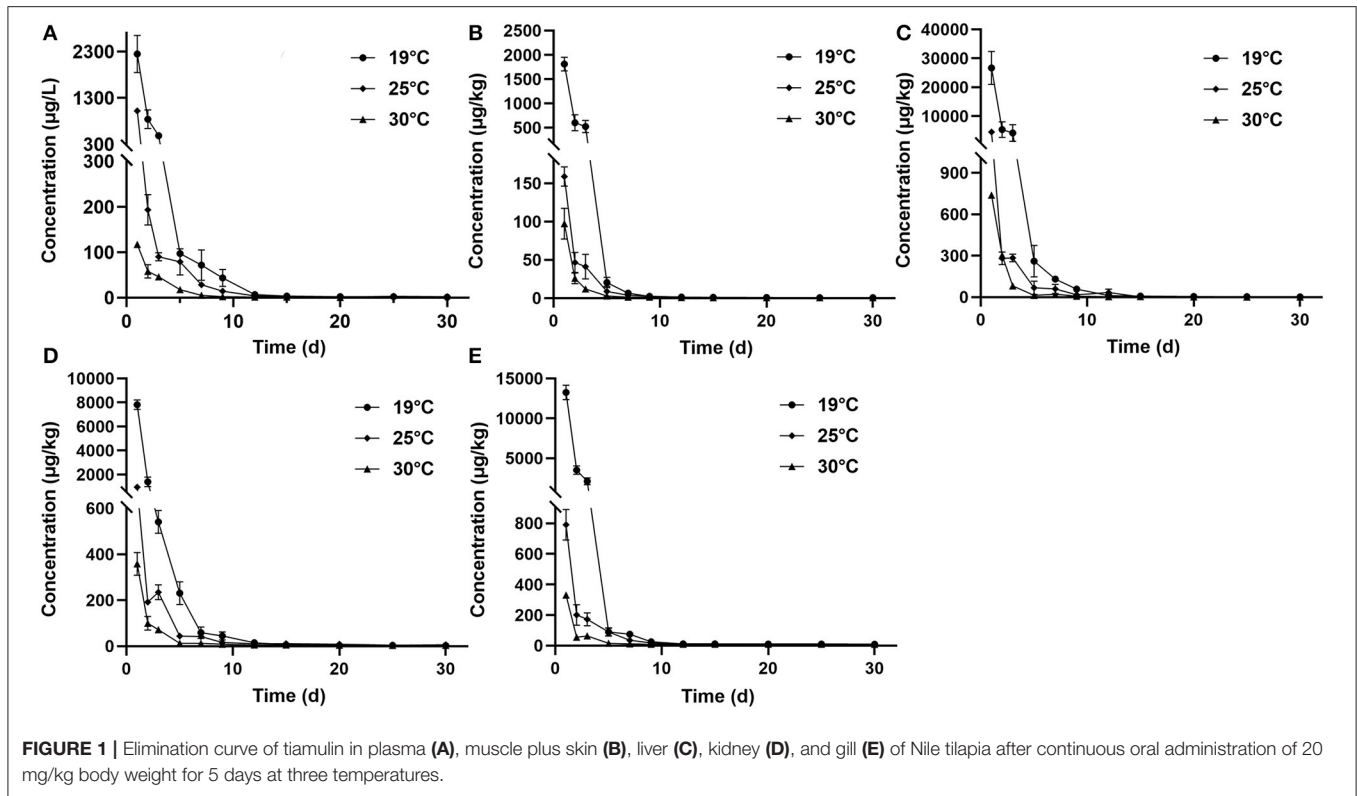 A
Concentration (µg/L)
2300
1300
300
300
200
100
0
0 10 20 30
Time (d)
19°C
25°C
30°C
B
Concentration (µg/kg)
2500
2000
1500
1000
500
150
100
50
0
0 10 20 30
Time (d)
19°C
25°C
30°C
C
Concentration (µg/kg)
40000
30000
20000
10000
900
600
300
0
0 10 20 30
Time (d)
19°C
25°C
30°C
D
Concentration (µg/kg)
10000
8000
6000
4000
2000
600
400
200
0
0 10 20 30
Time (d)
19°C
25°C
30°C
E
Concentration (µg/kg)
15000
10000
5000
800
600
400
200
0
0 10 20 30
Time (d)
19°C
25°C
30°C
FIGURE 1 | Elimination curve of tiamulin in plasma (A), muscle plus skin (B), liver (C), kidney (D), and gill (E) of Nile tilapia after continuous oral administration of 20
mg/kg body weight for 5 days at three temperatures.